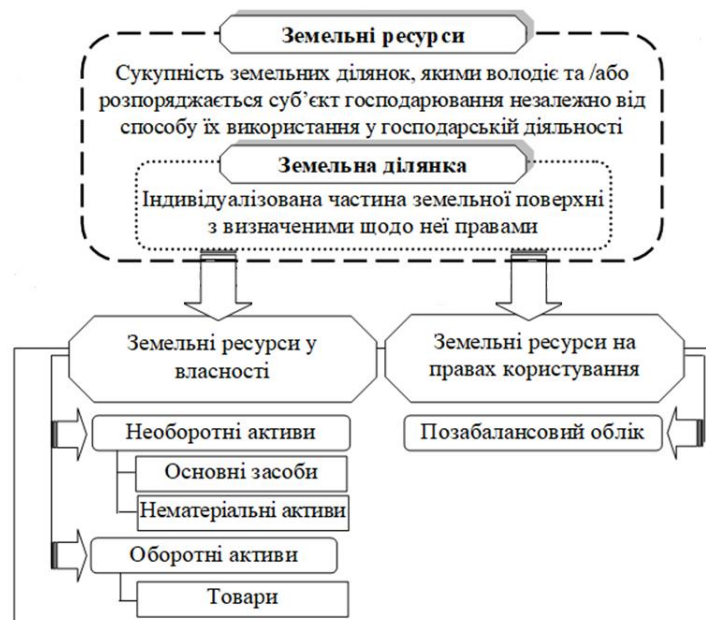 Земельні ресурси
Сукупність земельних ділянок, якими володіє та /або
розпоряджається суб’єкт господарювання незалежно від
способу їх використання у господарській діяльності
Земельна ділянка
Індивідуалізована частина земельної поверхні
з визначеними щодо неї правами
Земельні ресурси у
власності
Необоротні активи
Основні засоби
Нематеріальні активи
Оборотні активи
Товари
Земельні ресурси на
правах користування
Позабалансовий облік